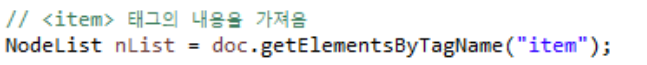 // <item> 태그의 내용을 가져옴
NodeList nList = doc.getElementsByTagName("item");